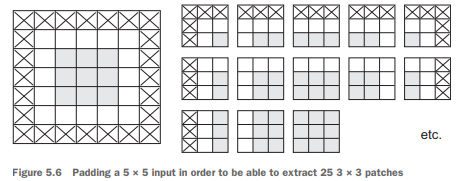 etc.
Figure 5.6 Padding a 5 × 5 input in order to be able to extract 25 3 × 3 patches